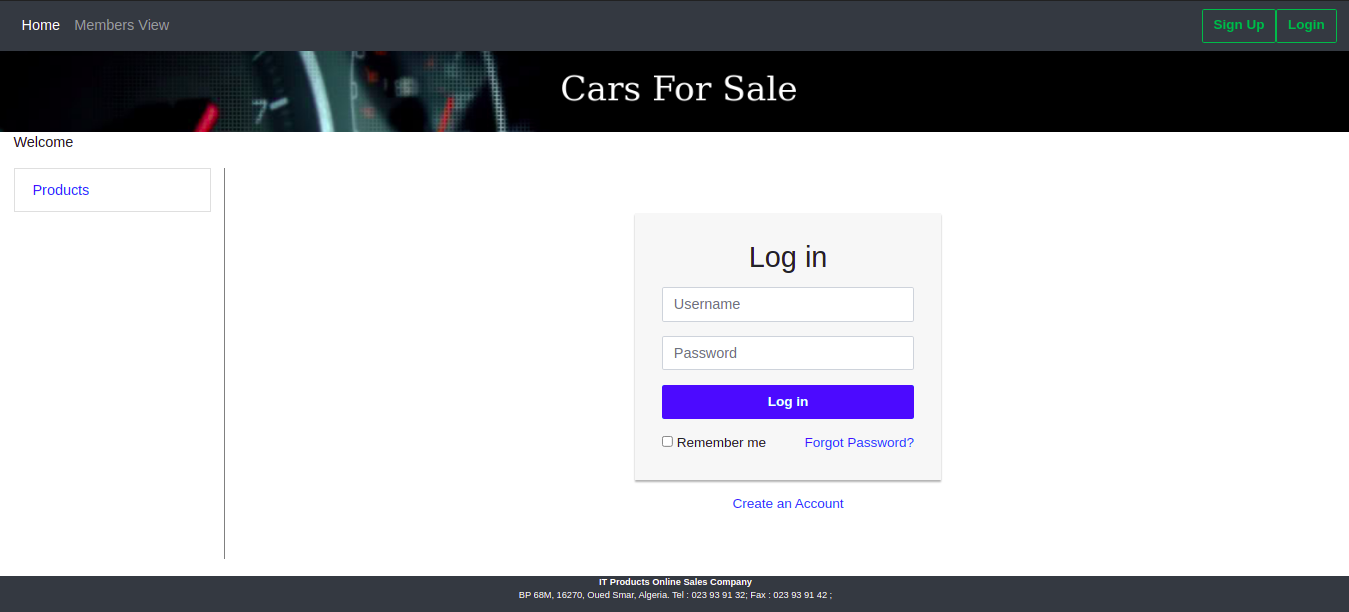 Home Members View Sign Up Login
7
Cars For Sale
Welcome
Products
Log in
Username
Password
Log in
Remember me Forgot Password?
Create an Account
IT Products Online Sales Company
BP 68M, 16270, Oued Smar, Algeria. Tel : 023 93 91 32; Fax : 023 93 91 42 ;